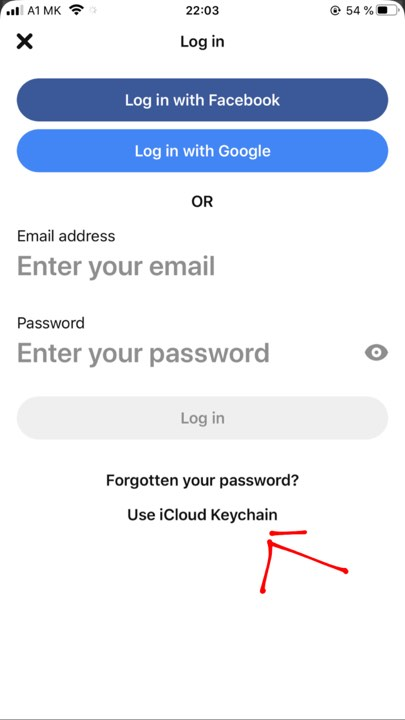 A1 MK 22:03 54 %
Log in
Log in with Facebook
Log in with Google
OR
Email address
Enter your email
Password
Enter your password
Log in
Forgotten your password?
Use iCloud Keychain